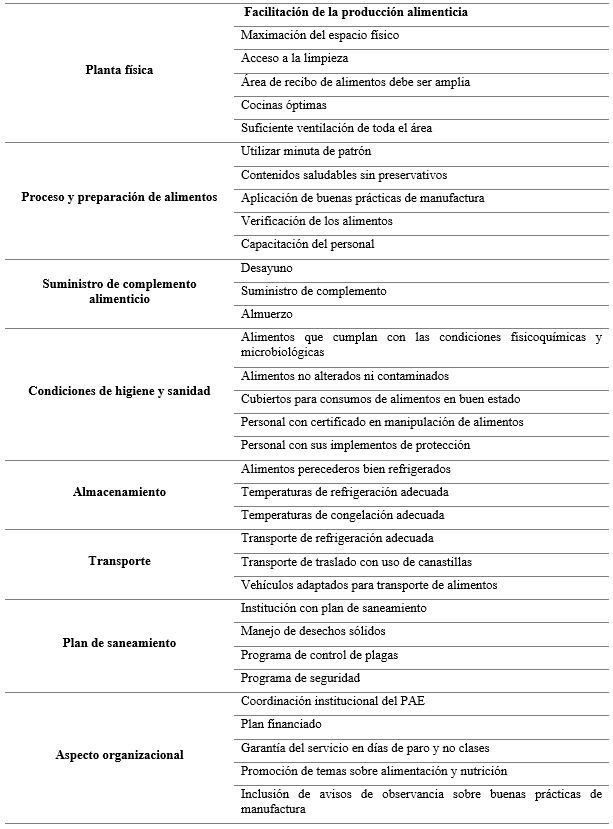 Facilitación de la producción alimenticia
Maximación del espacio físico
Acceso a la limpieza
Planta física
Área de recibo de alimentos debe ser amplia
Cocinas óptimas
Suficiente ventilación de toda el área
Utilizar minuta de patrón
Contenidos saludables sin preservativos
Proceso y preparación de alimentos
Aplicación de buenas prácticas de manufactura
Verificación de los alimentos
Capacitación del personal
Desayuno
Suministro de complemento
alimenticio
Suministro de complemento
Almuerzo
Alimentos que cumplan con las condiciones fisicoquímicas y
microbiológicas
Alimentos no alterados ni contaminados
Condiciones de higiene y sanidad
Cubiertos para consumos de alimentos en buen estado
Personal con certificado en manipulación de alimentos
Personal con sus implementos de protección
Alimentos perecederos bien refrigerados
Almacenamiento
Temperaturas de refrigeración adecuada
Temperaturas de congelación adecuada
Transporte de refrigeración adecuada
Transporte
Transporte de traslado con uso de canastillas
Vehículos adaptados para transporte de alimentos
Institución con plan de saneamiento
Manejo de desechos sólidos
Plan de saneamiento
Programa de control de plagas
Programa de seguridad
Coordinación institucional del PAE
Plan financiado
Aspecto organizacional
Garantía del servicio en días de paro y no clases
Promoción de temas sobre alimentación y nutrición
Inclusión de avisos de observancia sobre buenas prácticas de
manufactura